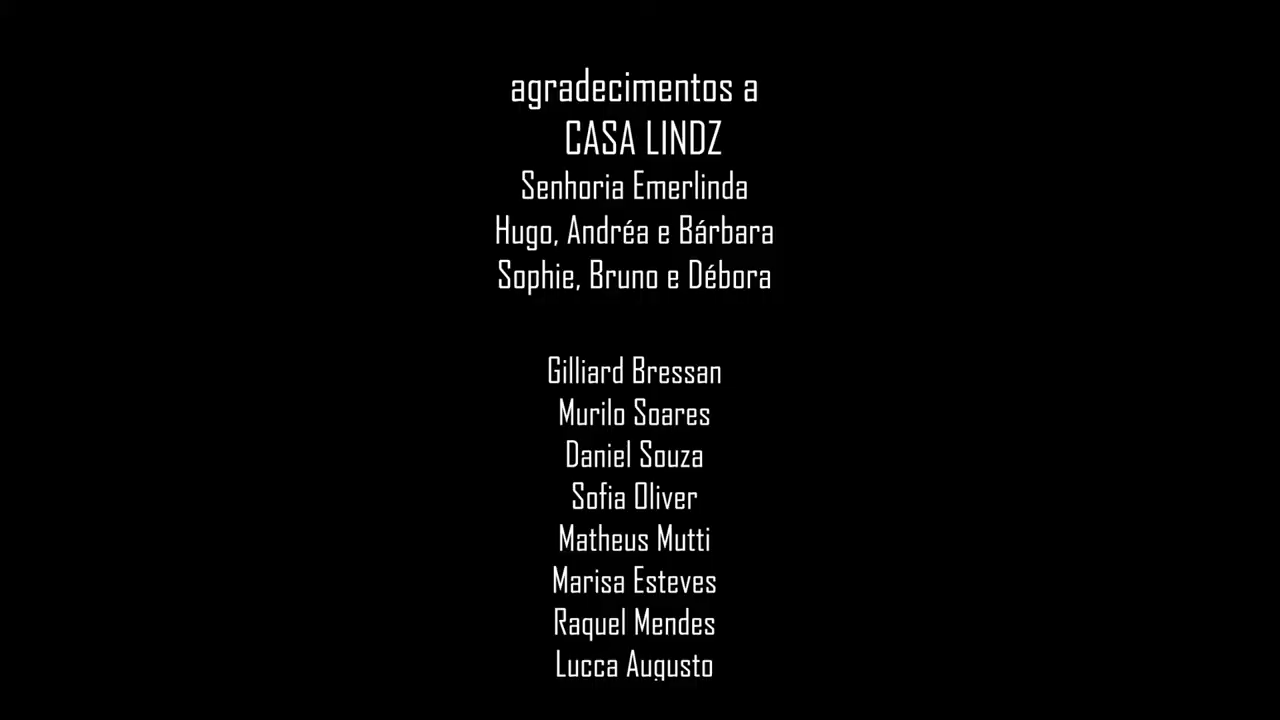 agradecimentos a
CASA LINDZ
Senhoria Emerlinda
Hugo, Andréa e Bárbara
Sophie, Bruno e Débora
Gilliard Bressan
Murilo Soares
Daniel Souza
Sofia Oliver
Matheus Mutti
Marisa Esteves
Raquel Mendes
Lucca Augusto